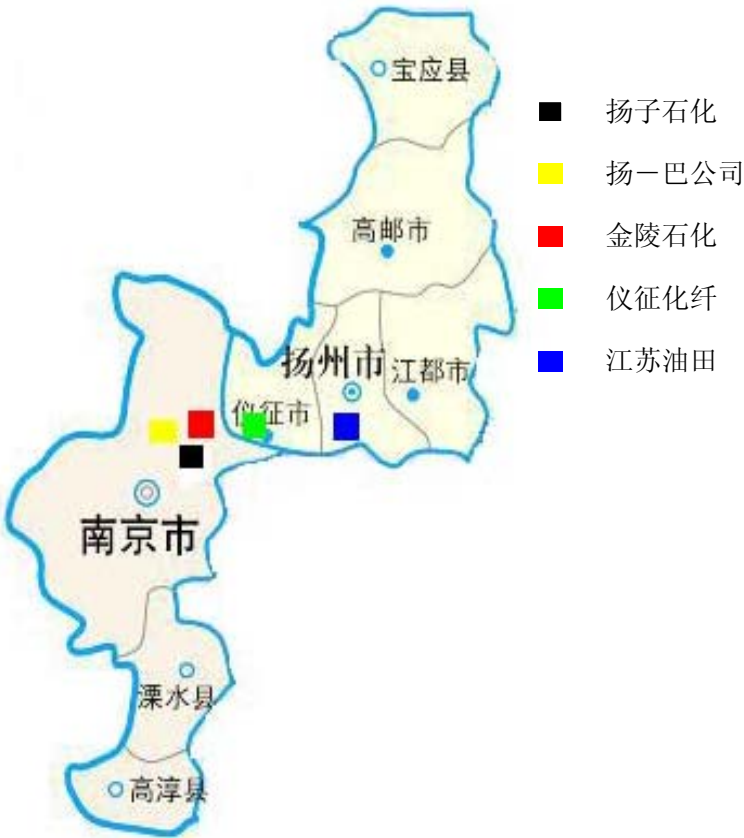 宝应县
高邮市
扬州市
江都市
仪征市
南京市
溧水县
高淳县
扬子石化
扬－巴公司
金陵石化
仪征化纤
江苏油田